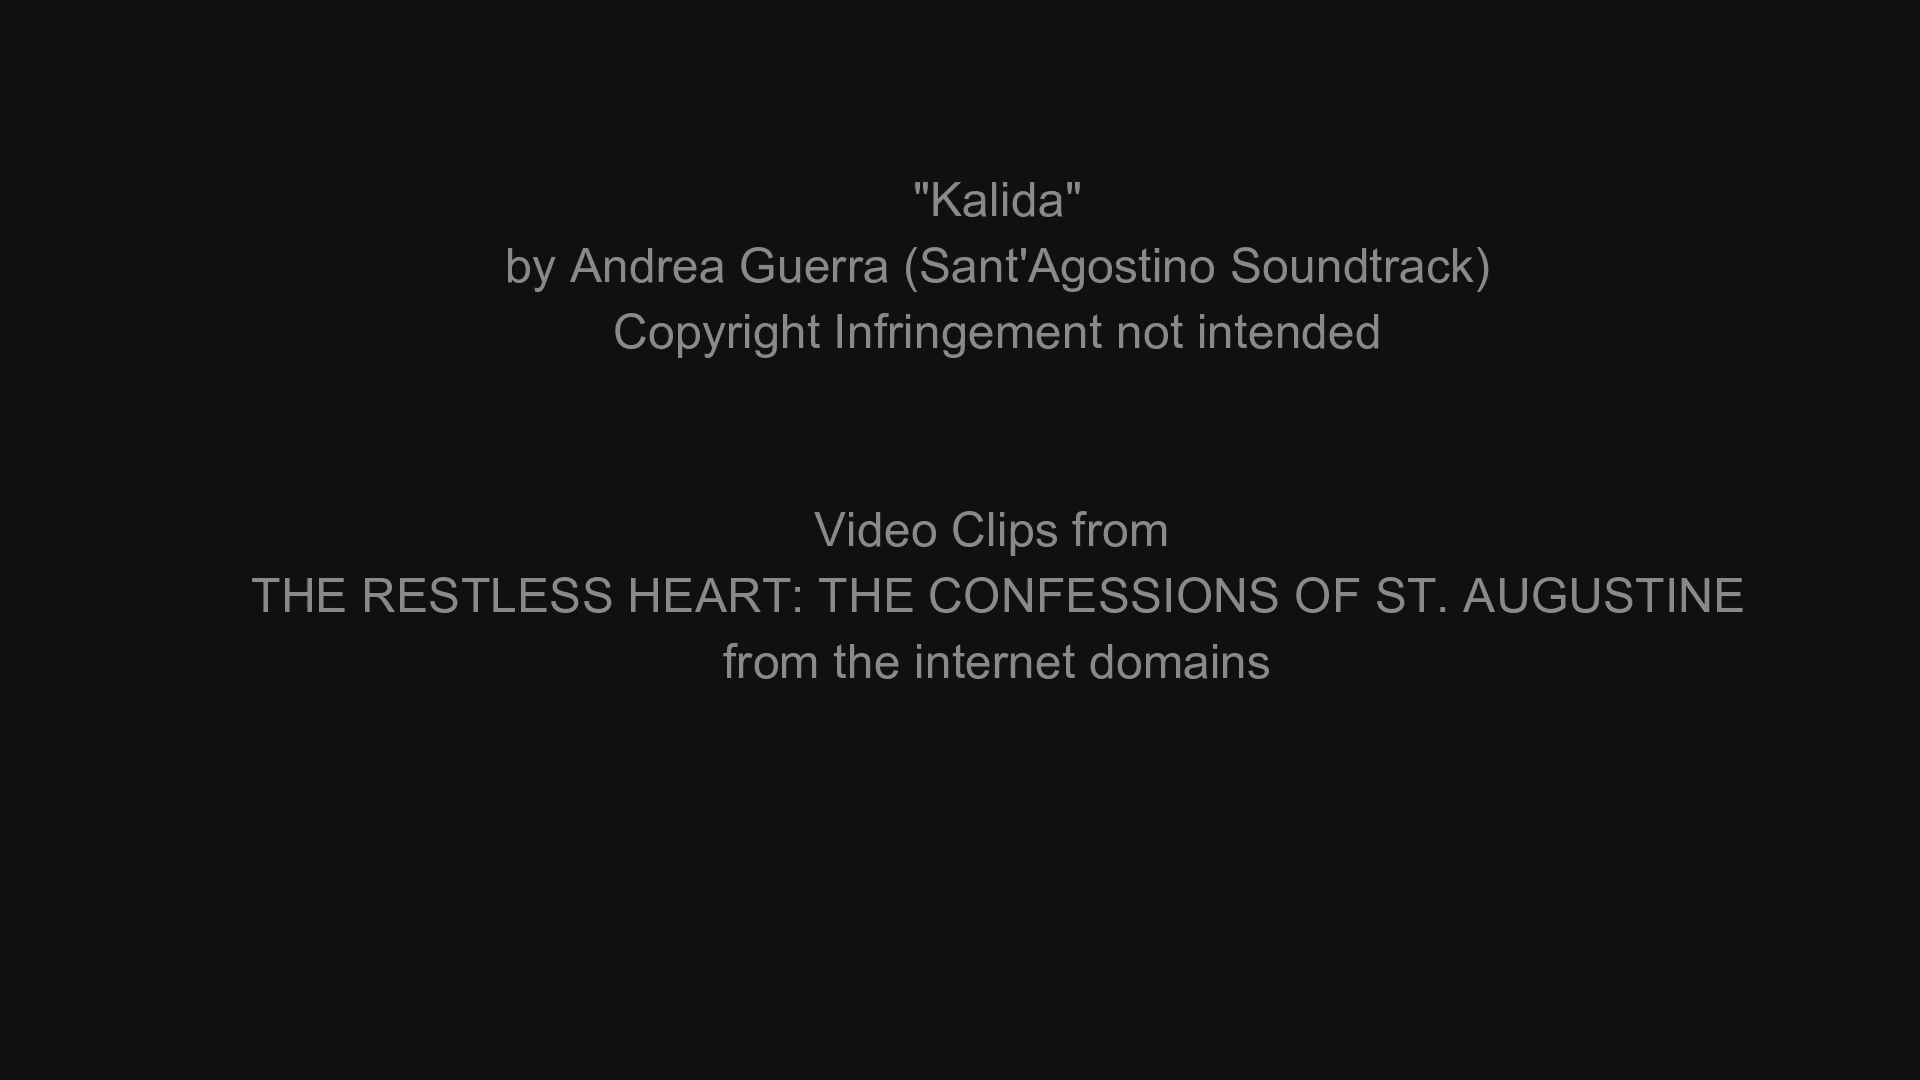 "Kalida"
by Andrea Guerra (Sant'Agostino Soundtrack)
Copyright Infringement not intended
Video Clips from
THE RESTLESS HEART: THE CONFESSIONS OF ST. AUGUSTINE
from the internet domains